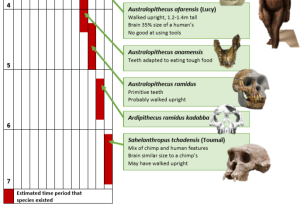 4
Australopithecus afarensis (Lucy)
Walked upright, 1.2-1.4m tall
Brain 35% size of a human's
No good at using tools
Australopithecus anamensis
Teeth adapted to eating tough food
5
Australopithecus ramidus
Primitive teeth
Probably walked upright
Ardipithecus ramidus kadabba
6
Sahelanthropus tchadensis (Toumaï)
Mix of chimp and human features
Brain similar size to a chimp's
May have walked upright
7
Estimated time period that
species existed